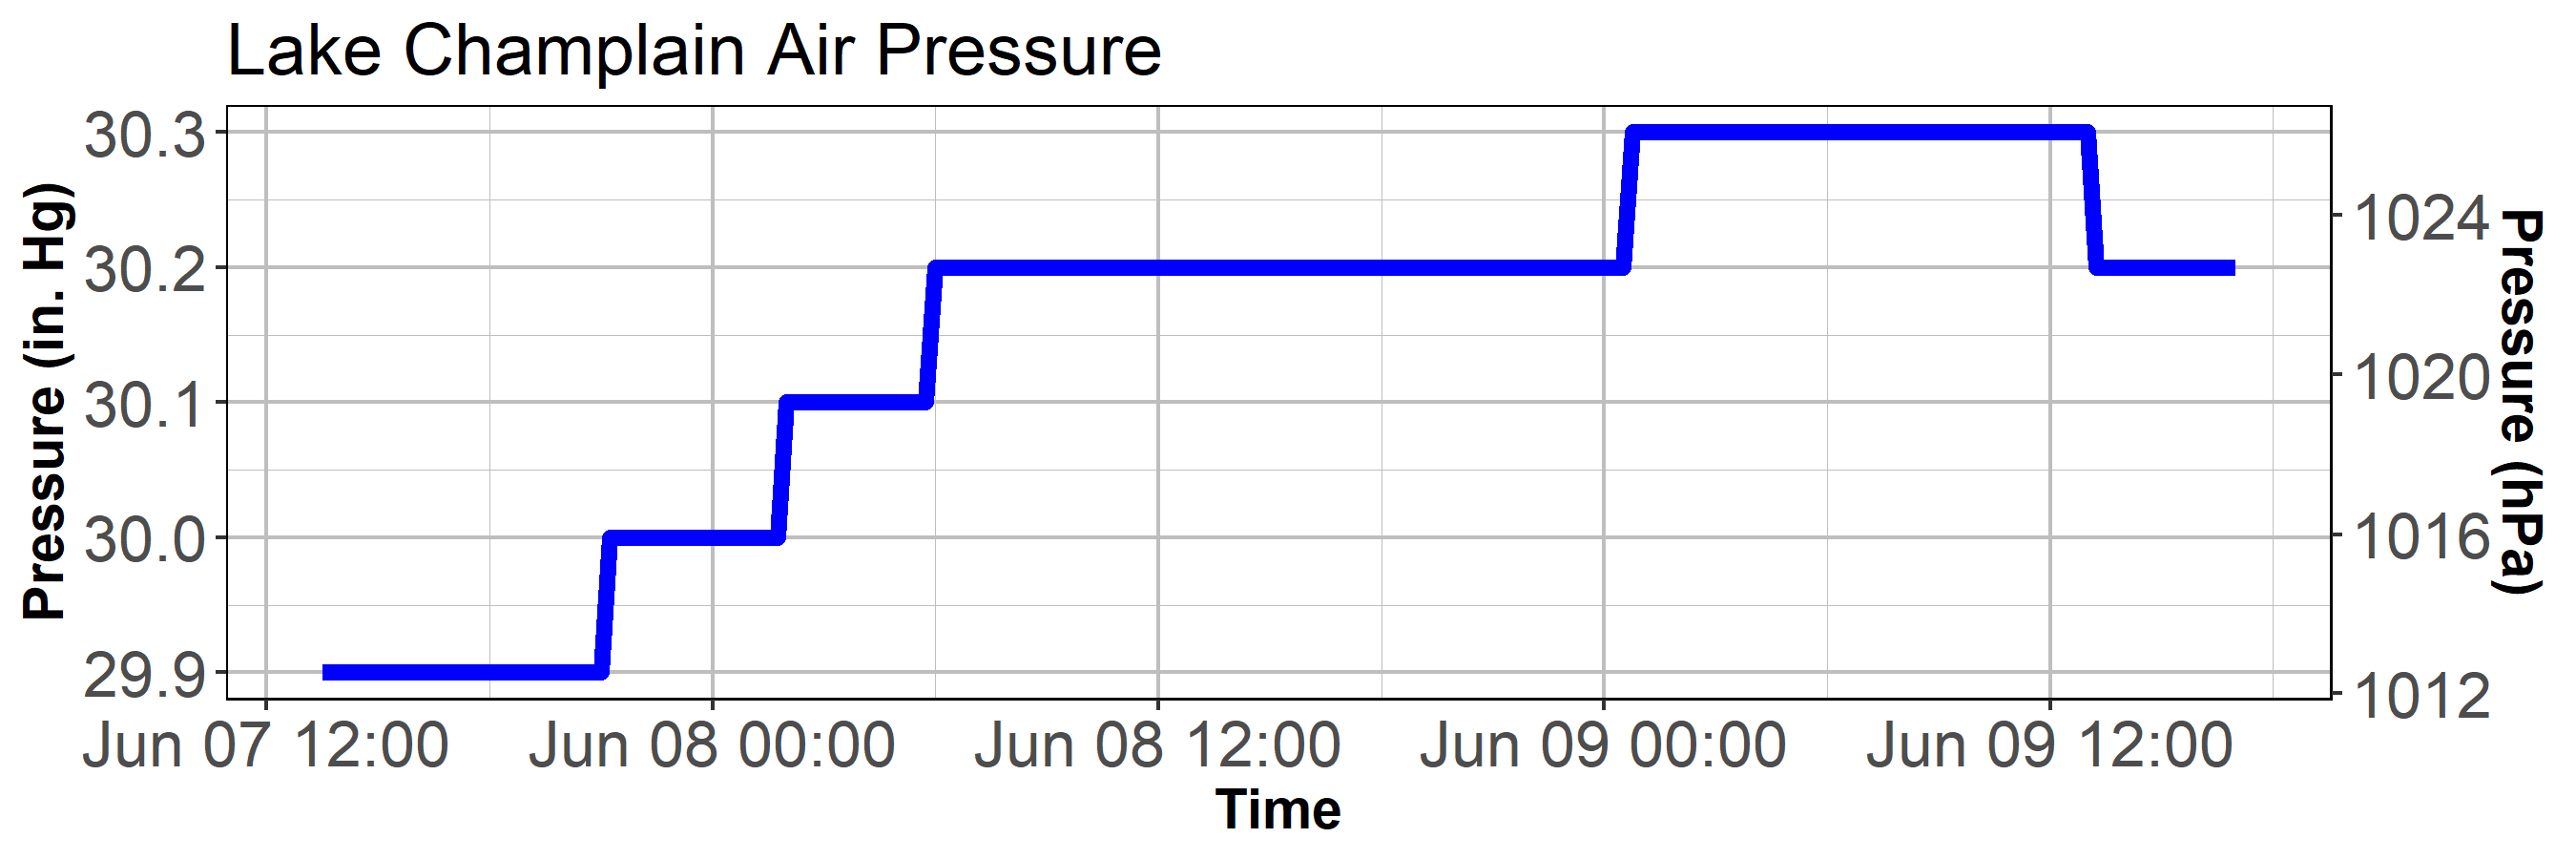 Lake Champlain Air Pressure
Pressure (in. Hg)
30.3
30.2
30.1
30.0
29.9
1024
1020
1016
1012
Pressure (hPa)
Jun 07 12:00 Jun 08 00:00 Jun 08 12:00 Jun 09 00:00 Jun 09 12:00
Time